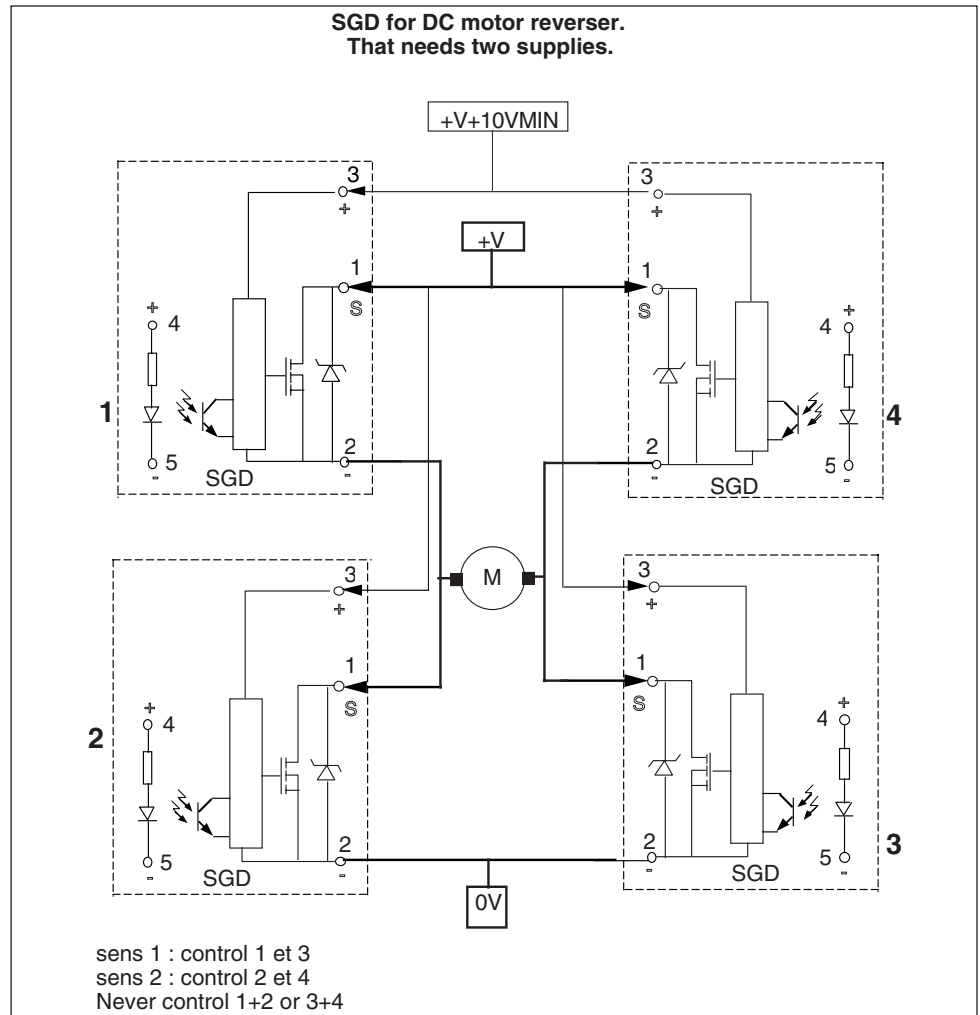 SGD for DC motor reverser.
That needs two supplies.
+V+10VMIN
3
+
3
+
+V
1
S
1
S
+
4
+
4
1
4
2
-
2
-
5
-
SGD
5
-
SGD
M
3
+
3
+
1
S
1
S
+
4
+
4
2
3
2
-
2
-
5
-
SGD
5
-
SGD
0V
sens 1 : control 1 et 3
sens 2 : control 2 et 4
Never control 1+2 or 3+4